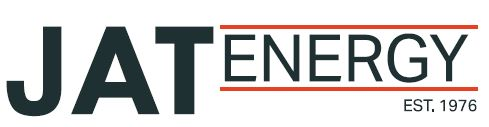 JAT ENERGY
EST. 1976